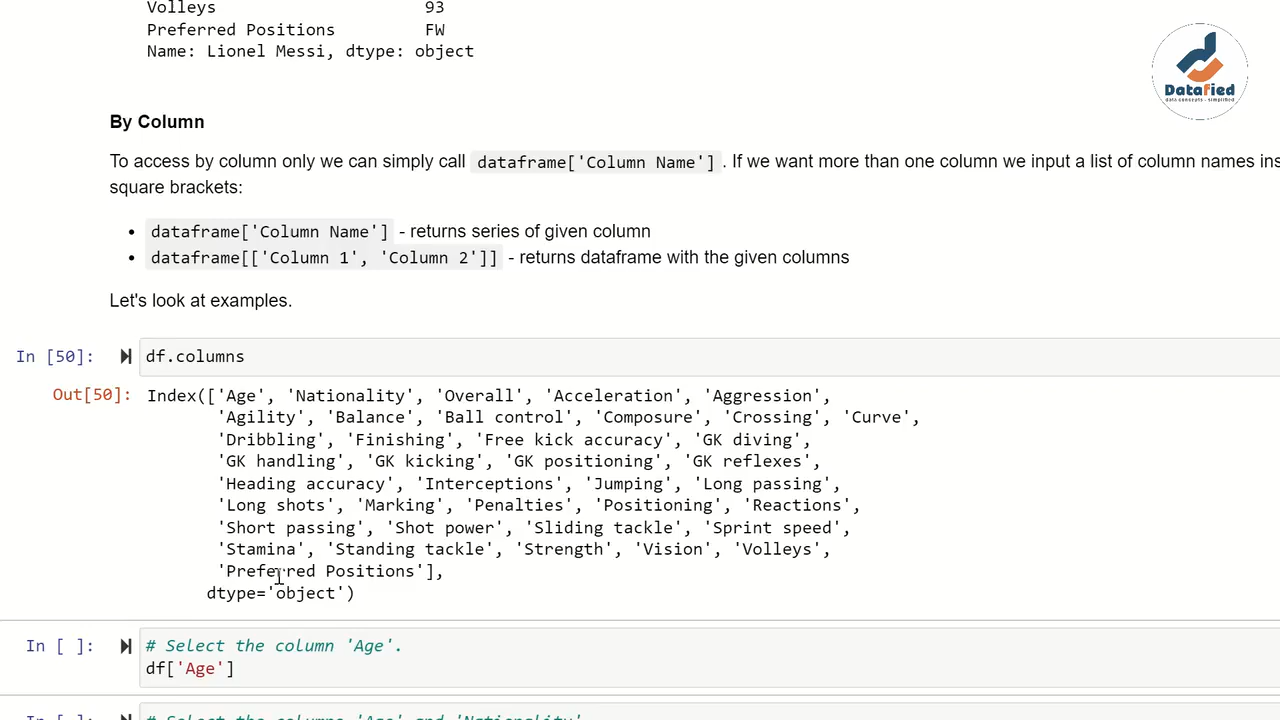 Volleys 93
Preferred Positions FW
Name: Lionel Messi, dtype: object
Datafied
data concepts - simplified
By Column
To access by column only we can simply call dataframe['Column Name'] . If we want more than one column we input a list of column names ins
square brackets:
• dataframe['Column Name'] - returns series of given column
• dataframe[['Column 1', 'Column 2']] - returns dataframe with the given columns
Let's look at examples.
In [50]: df.columns
Out[50]: Index(['Age', 'Nationality', 'Overall', 'Acceleration', 'Aggression',
'Agility', 'Balance', 'Ball control', 'Composure', 'Crossing', 'Curve',
'Dribbling', 'Finishing', 'Free kick accuracy', 'GK diving',
'GK handling', 'GK kicking', 'GK positioning', 'GK reflexes',
'Heading accuracy', 'Interceptions', 'Jumping', 'Long passing',
'Long shots', 'Marking', 'Penalties', 'Positioning', 'Reactions',
'Short passing', 'Shot power', 'Sliding tackle', 'Sprint speed',
'Stamina', 'Standing tackle', 'Strength', 'Vision', 'Volleys',
'Preferred Positions'],
dtype='object')
In [ ]: # Select the column 'Age'.
df['Age']
In [ ]: # Select the columns 'Age' and 'Nationality'